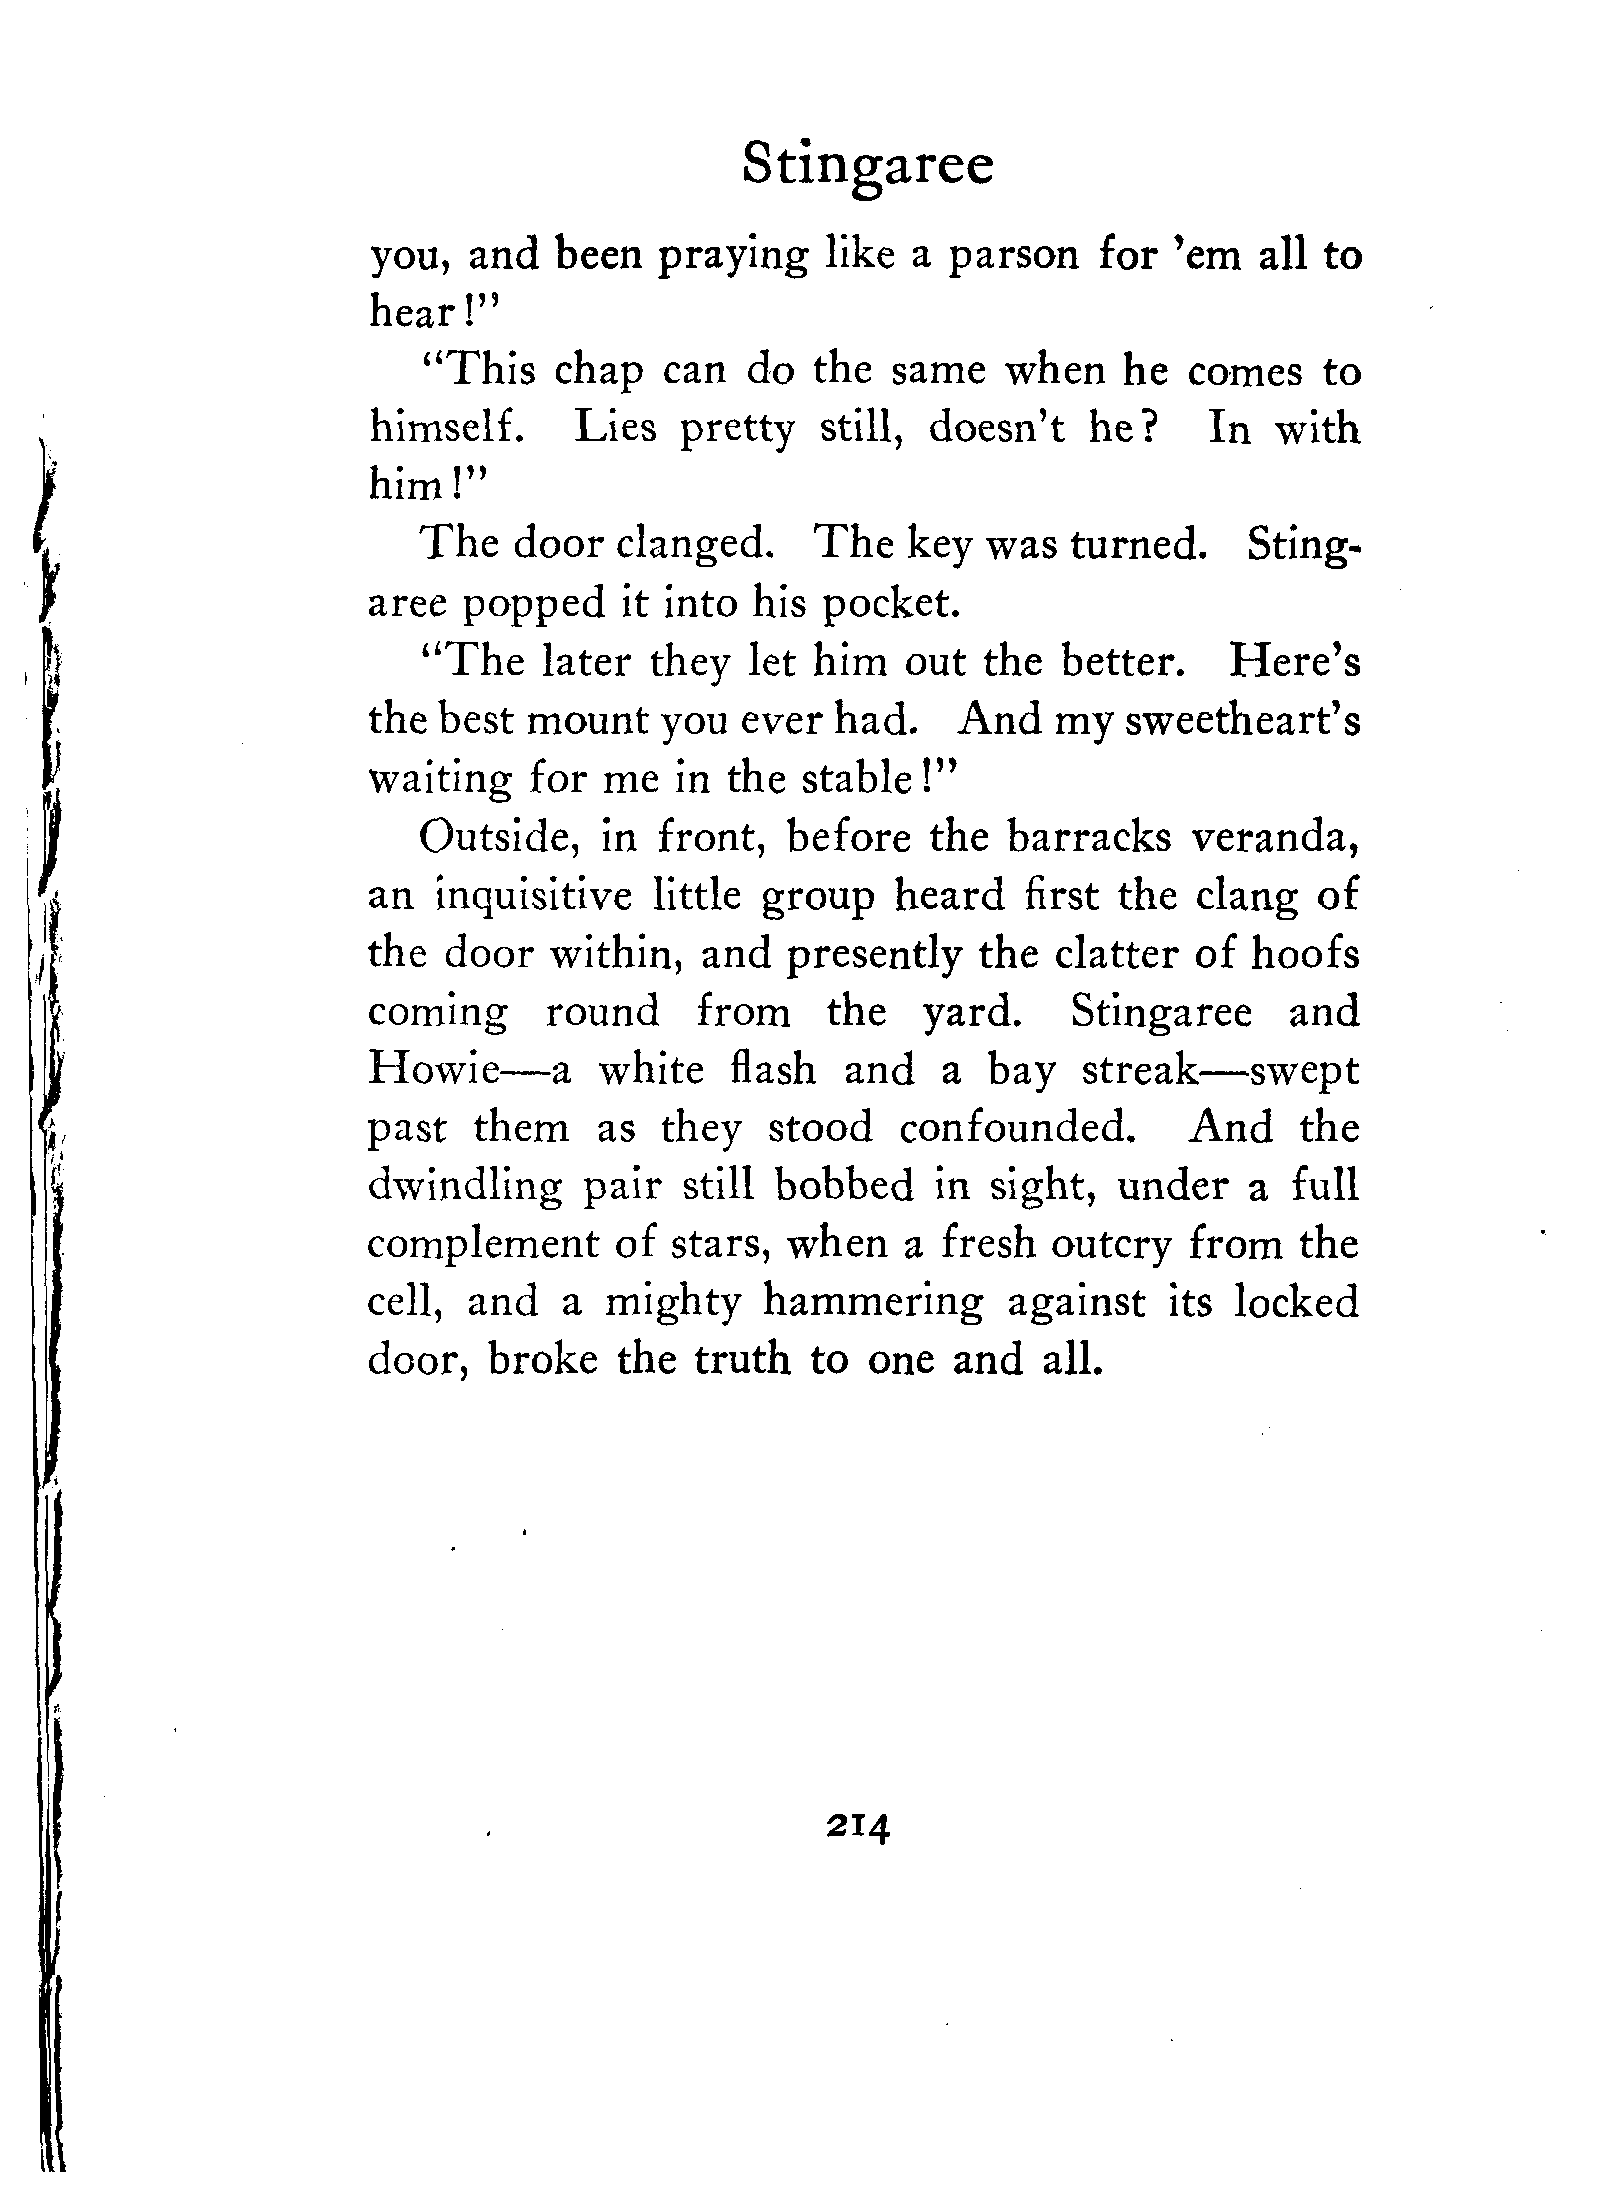 Stingaree
you, and been praying like a parson for 'em all to
hear!"
"This chap can do the same when he comes to
himself. Lies pretty still, doesn't he? In with
him!"
The door clanged. The key was turned. Sting-
aree popped it into his pocket.
"The later they let him out the better. Here's
the best mount you ever had. And my sweetheart's
waiting for me in the stable!"
Outside, in front, before the barracks veranda,
an inquisitive little group heard first the clang of
the door within, and presently the clatter of hoofs
coming round from the yard. Stingaree and
Howie—a white flash and a bay streak—swept
past them as they stood confounded. And the
dwindling pair still bobbed in sight, under a full
complement of stars, when a fresh outcry from the
cell, and a mighty hammering against its locked
door, broke the truth to one and all.
214